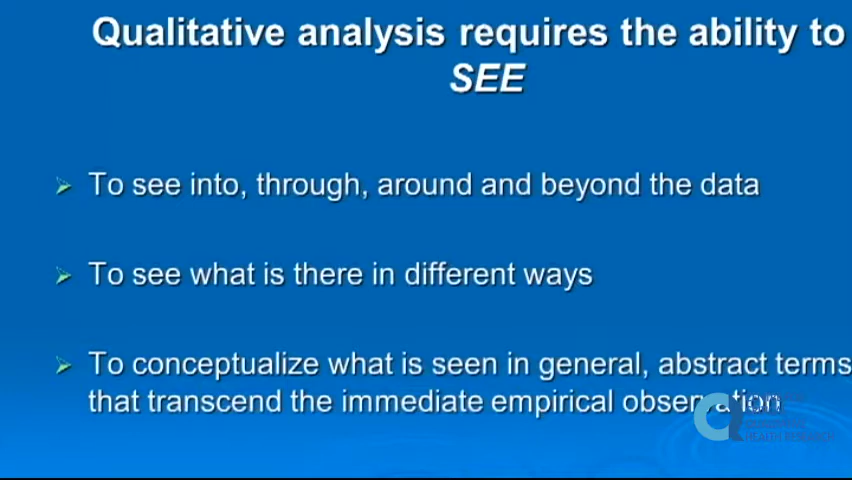 Qualitative analysis requires the ability to
SEE
To see into, through, around and beyond the data
To see what is there in different ways
To conceptualize what is seen in general, abstract terms
that transcend the immediate empirical observation
HEALTH RESEARCH